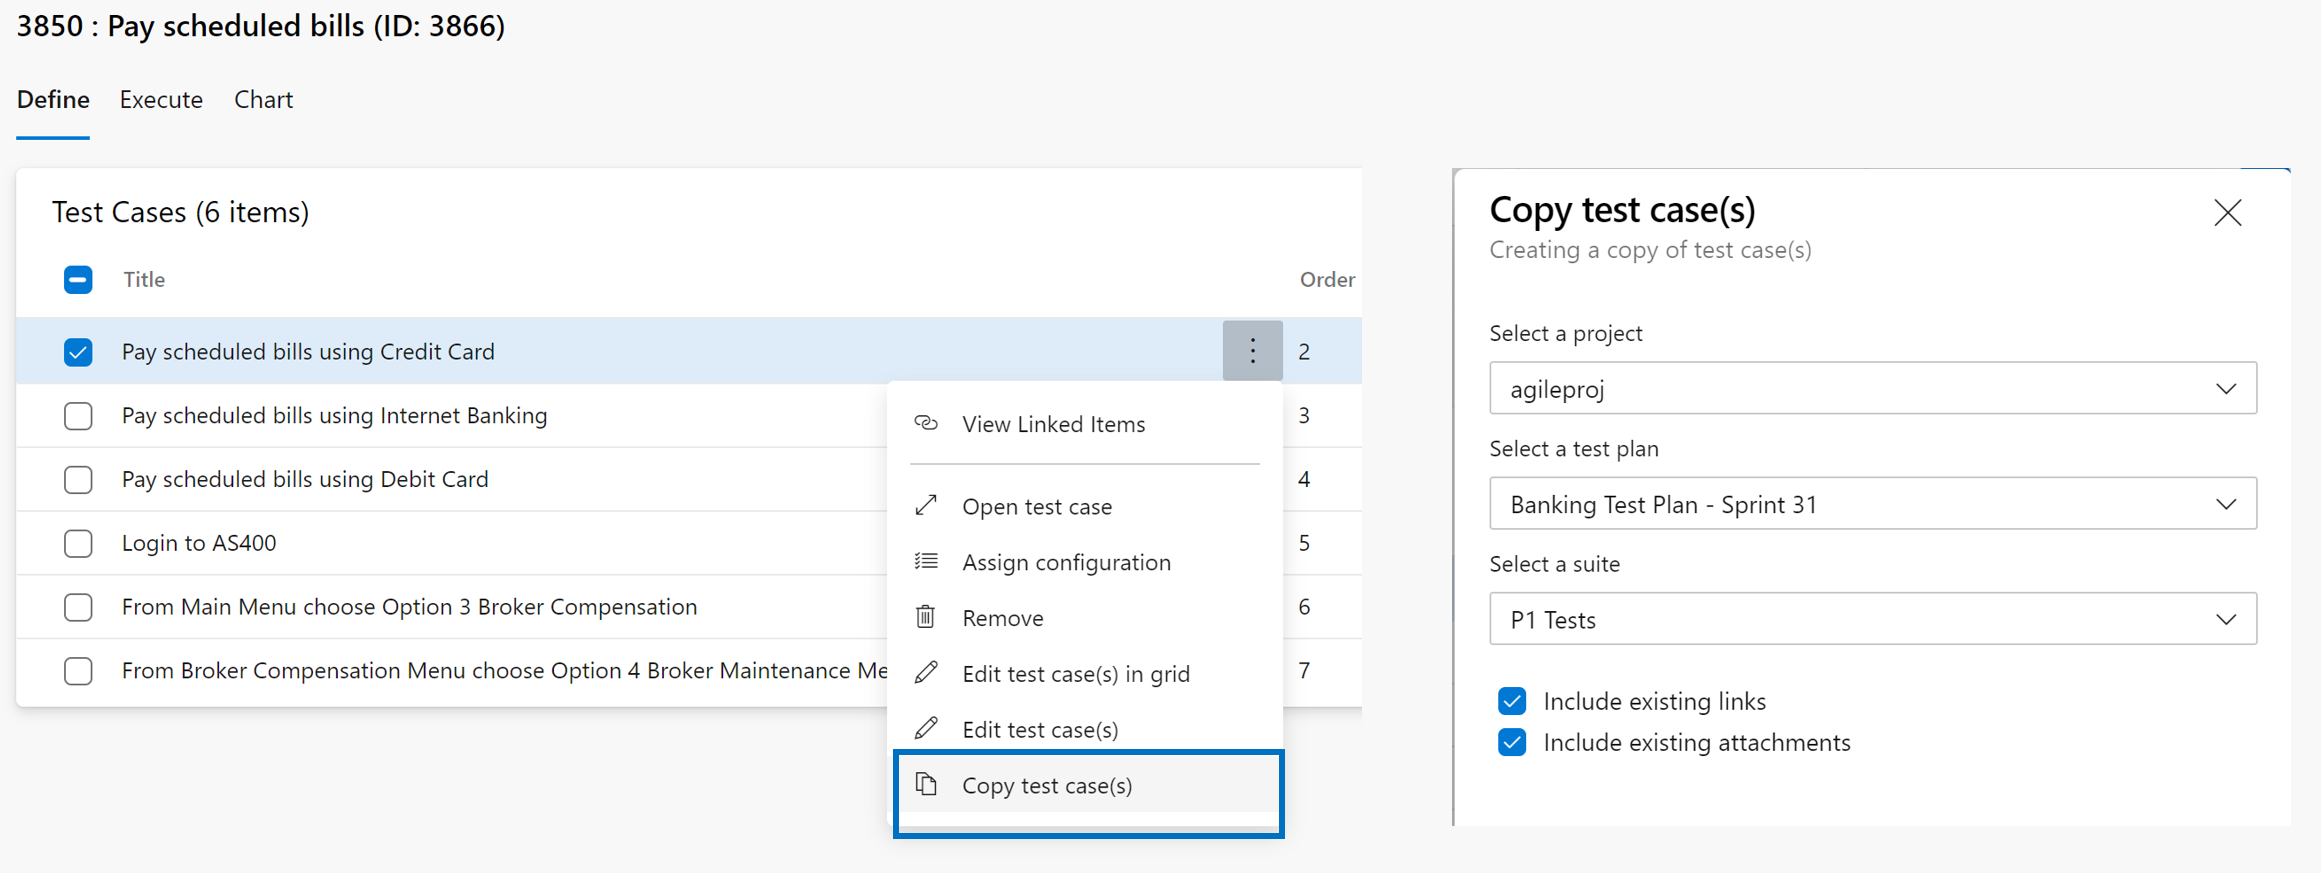 3850 : Pay scheduled bills (ID: 3866)
Define Execute Chart
Test Cases (6 items)
Title Order
Pay scheduled bills using Credit Card 2
Pay scheduled bills using Internet Banking 3
Pay scheduled bills using Debit Card 4
Login to AS400 5
From Main Menu choose Option 3 Broker Compensation 6
From Broker Compensation Menu choose Option 4 Broker Maintenance Me 7
View Linked Items
Open test case
Assign configuration
Remove
Edit test case(s) in grid
Edit test case(s)
Copy test case(s)
Copy test case(s)
Creating a copy of test case(s)
Select a project
agileproj
Select a test plan
Banking Test Plan - Sprint 31
Select a suite
P1 Tests
Include existing links
Include existing attachments